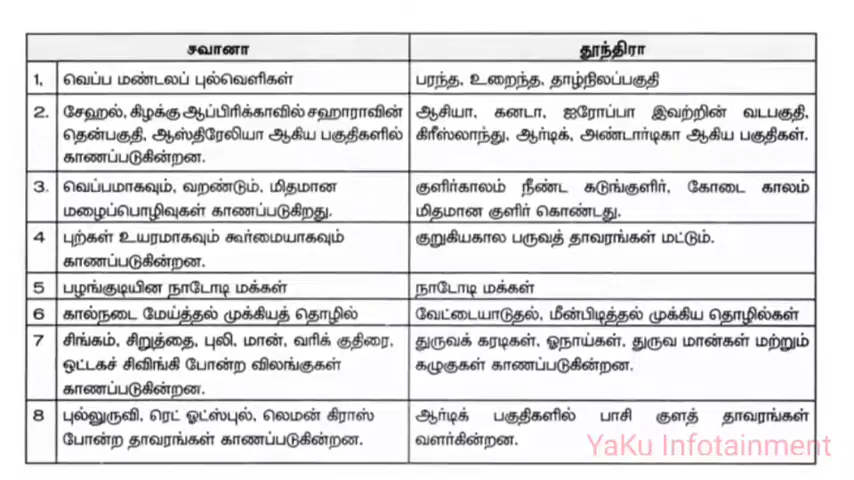 சவானா தூந்திரா
1, வெப்ப மண்டலப் புல்வெளிகள் பரந்த, உறைந்த, தாழ்நிலப்பகுதி
2. சேஹல், கிழக்கு ஆப்பிரிக்காவில் சஹாராவின் ஆசியா, கனடா, ஐரோப்பா இவற்றின் வடபகுதி,
தென்பகுதி, ஆஸ்திரேலியா ஆகிய பகுதிகளில் கிரீஸ்லாந்து, ஆர்டிக், அண்டார்டிகா ஆகிய பகுதிகள்.
காணப்படுகின்றன.
3. வெப்பமாகவும், வறண்டும், மிதமான குளிர்காலம் நீண்ட கடுங்குளிர், கோடை காலம்
மழைப்பொழிவுகள் காணப்படுகிறது. மிதமான குளிர் கொண்டது.
4 புற்கள் உயரமாகவும் கூர்மையாகவும் குறுகியகால பருவத் தாவரங்கள் மட்டும்.
காணப்படுகின்றன.
5 பழங்குடியின நாடோடி மக்கள் நாடோடி மக்கள்
6 கால்நடை மேய்த்தல் முக்கியத் தொழில் வேட்டையாடுதல், மீன்பிடித்தல் முக்கிய தொழில்கள்
7 சிங்கம், சிறுத்தை, புலி, மான், வரிக் குதிரை, துருவக் கரடிகள், ஓநாய்கள், துருவ மான்கள் மற்றும்
ஒட்டகச் சிவிங்கி போன்ற விலங்குகள் கழுகுகள் காணப்படுகின்றன.
காணப்படுகின்றன.
8 புல்லுருவி, ரெட் ஓட்ஸ்புல், லெமன் கிராஸ் ஆர்டிக் பகுதிகளில் பாசி குளத் தாவரங்கள்
போன்ற தாவரங்கள் காணப்படுகின்றன. வளர்கின்றன.
YaKu Infotainment